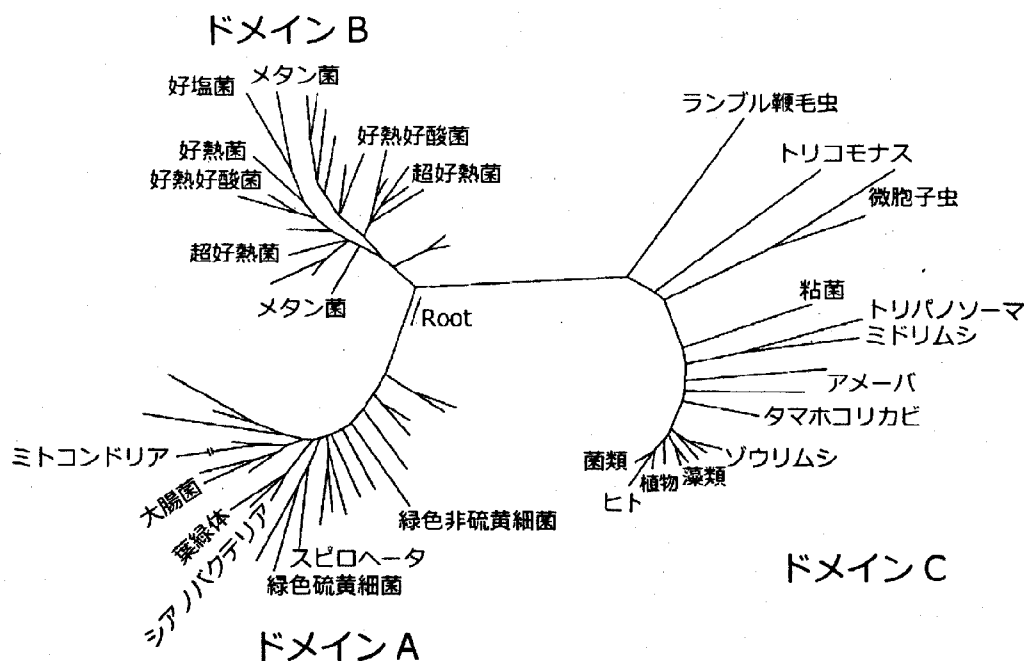 ドメイン B
メタン菌
好塩菌
好熱菌
好熱好酸菌
好熱好酸菌
超好熱菌
超好熱菌
メタン菌
Root
ランブル鞭毛虫
トリコモナス
微胞子虫
粘菌
トリパノソーマ
ミドリムシ
アメーバ
タマホコリカビ
ゾウリムシ
藻類
植物
菌類
ヒト
ドメイン C
ミトコンドリア
大腸菌
葉緑体
シアノバクテリア
緑色非硫黄細菌
スピロヘータ
緑色硫黄細菌
ドメイン A